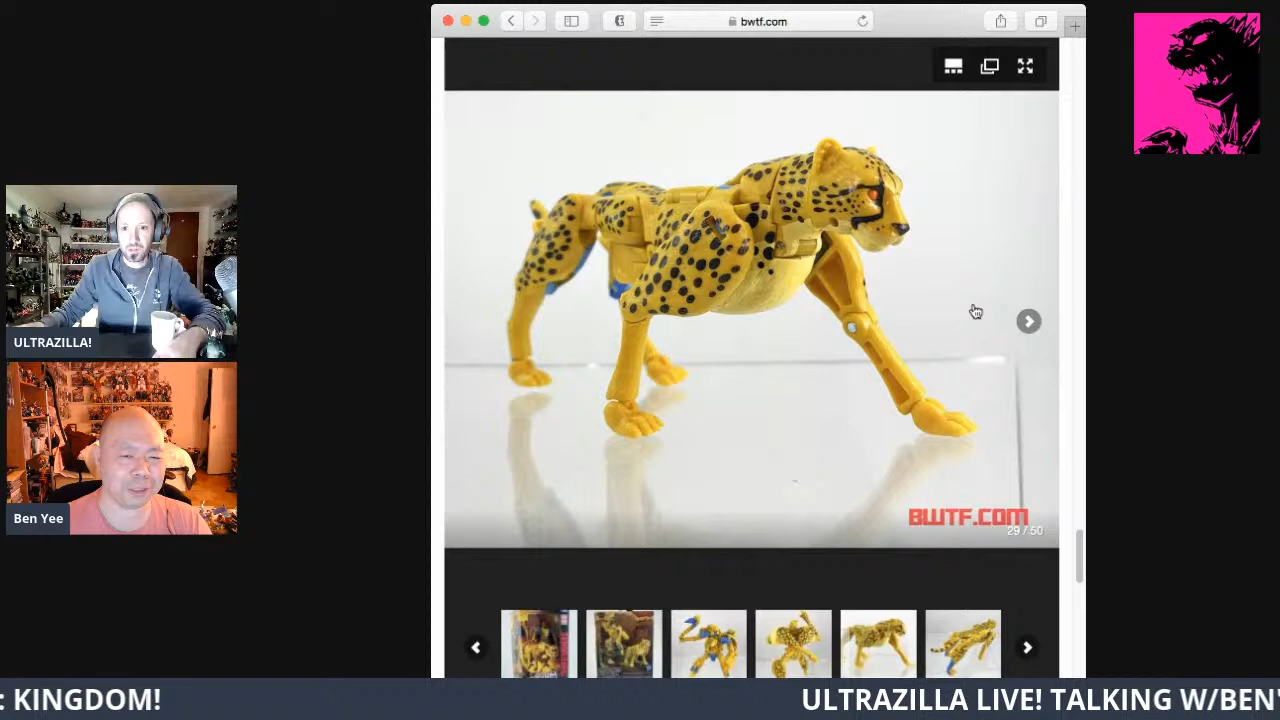 bwtf.com
ULTRAZILLA!
Ben Yee
BWTF.COM
29 / 50
: KINGDOM!
ULTRAZILLA LIVE! TALKING W/BEN'